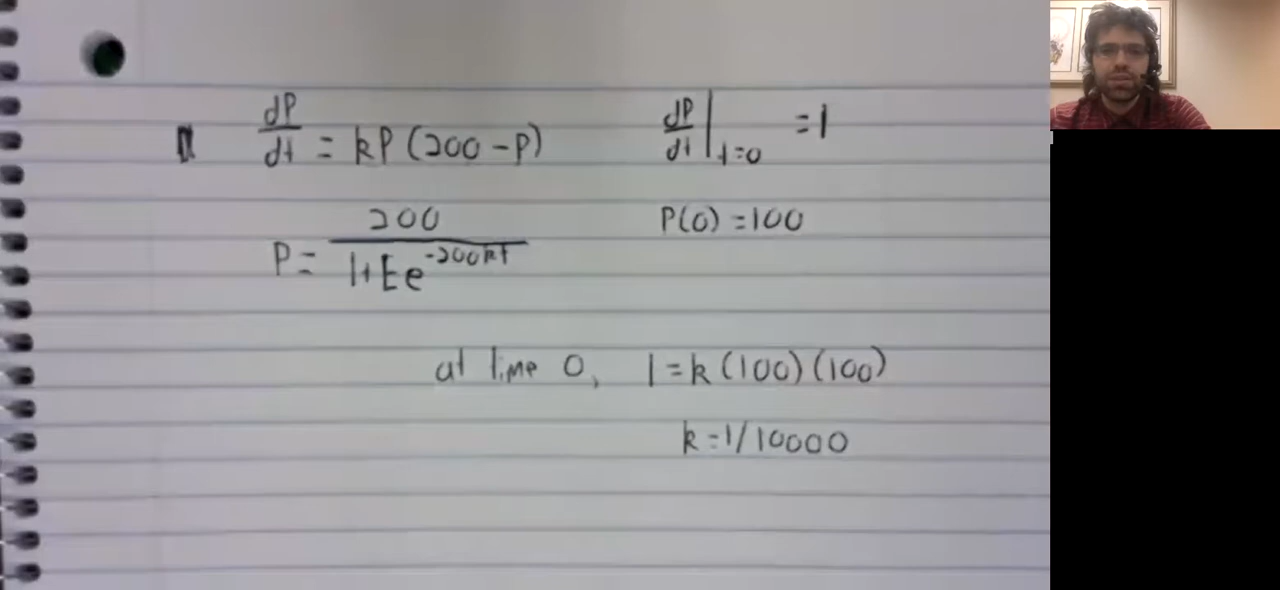 dP/dt = kP(200-P)    dP/dt|t=0 = 1
P = 200/(1+Ee^-200kt)    P(0)=100
at time 0, 1=k(100)(100)
k=1/10000